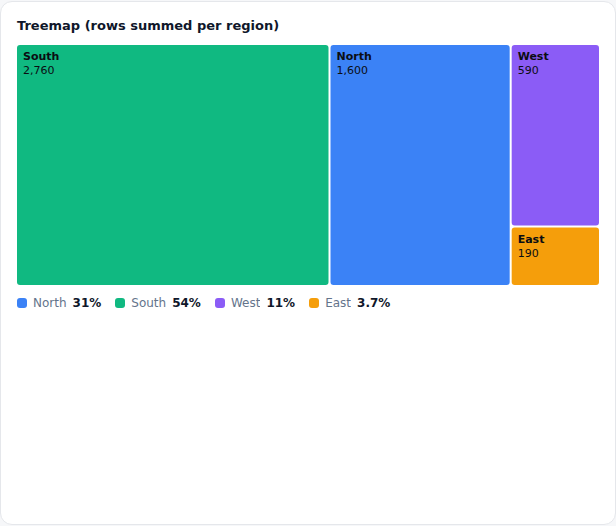 Treemap (rows summed per region)
South
2,760
North
1,600
West
590
East
190
North 31% South 54% West 11% East 3.7%